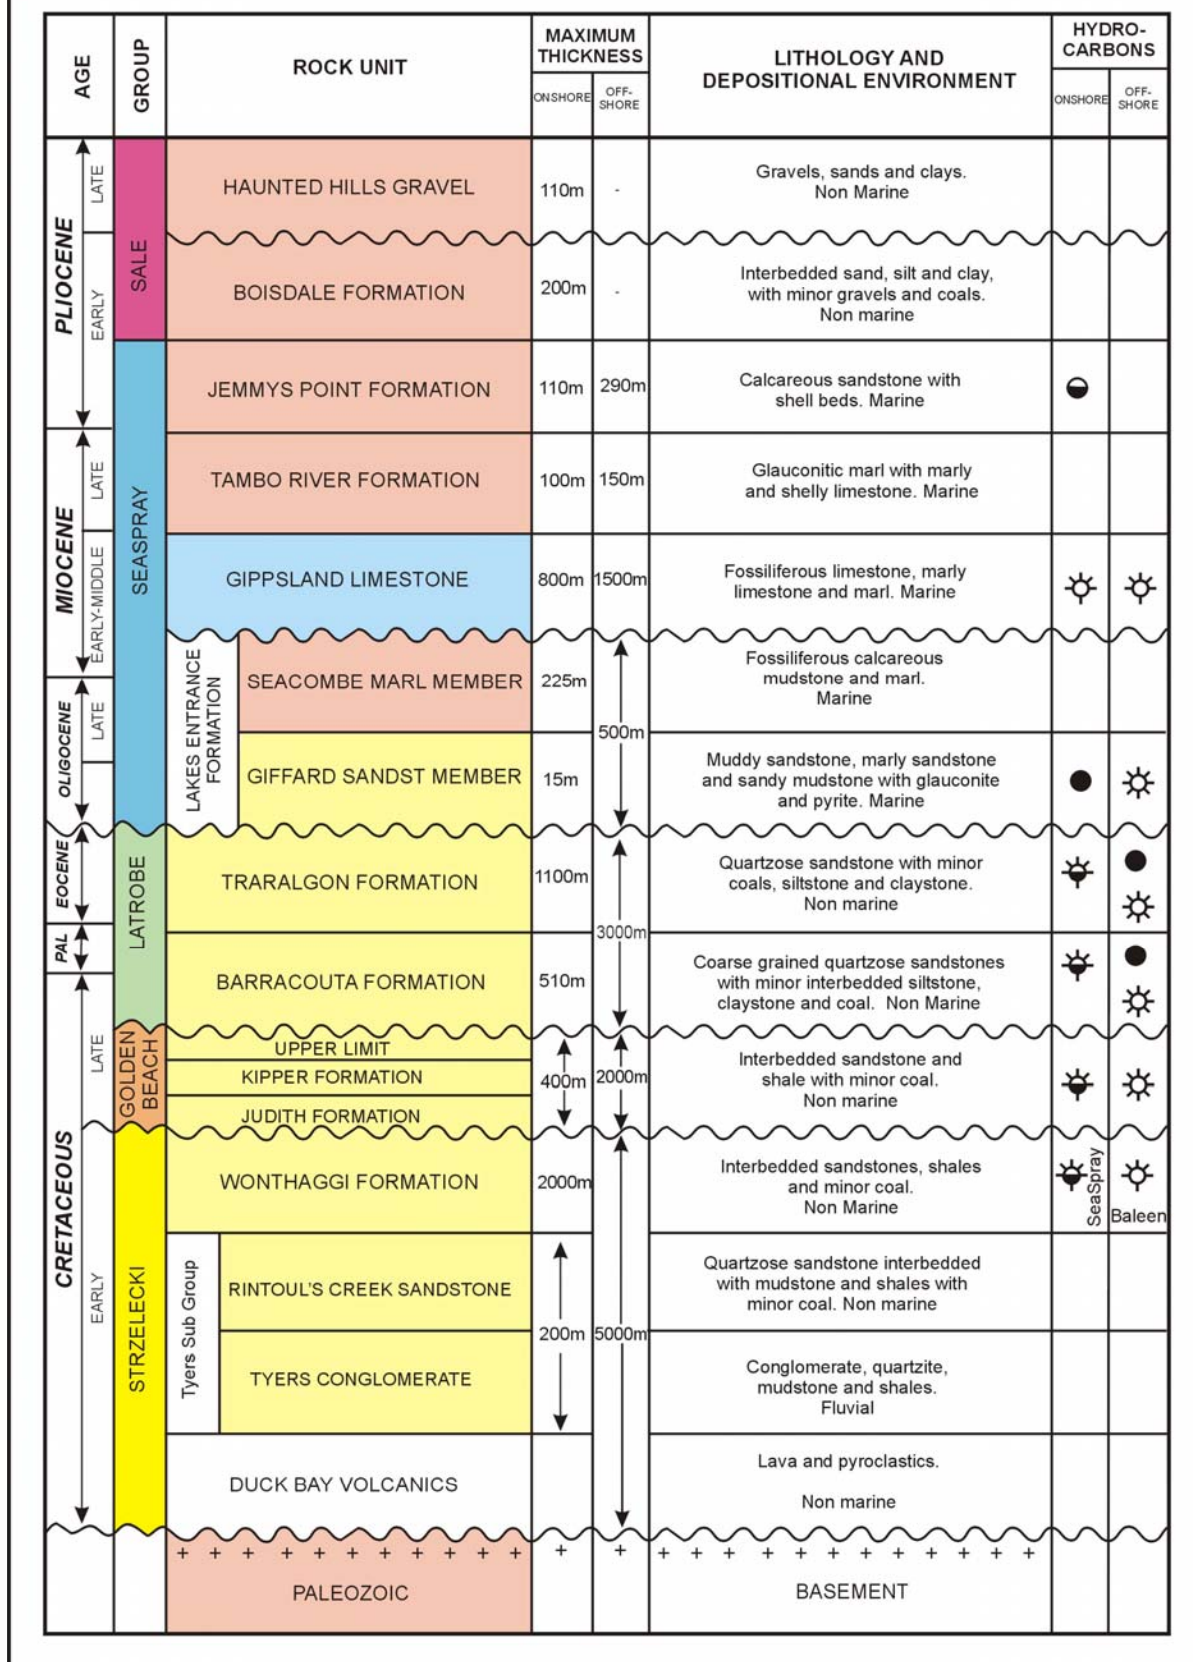 AGE
GROUP
ROCK UNIT
MAXIMUM
THICKNESS
ONSHORE
OFF-
SHORE
LITHOLOGY AND
DEPOSITIONAL ENVIRONMENT
HYDRO-
CARBONS
ONSHORE
OFF-
SHORE
PLIOCENE
LATE
EARLY
MIOCENE
LATE
EARLY-MIDDLE
OLIGOCENE
LATE
EOCENE
PAL
CRETACEOUS
LATE
EARLY
SALE
SEASPRAY
LATROBE
GOLDEN
BEACH
STRZELECKI
HAUNTED HILLS GRAVEL
110m
-
Gravels, sands and clays.
Non Marine
BOISDALE FORMATION
200m
-
Interbedded sand, silt and clay,
with minor gravels and coals.
Non marine
JEMMYS POINT FORMATION
110m
290m
Calcareous sandstone with
shell beds. Marine
TAMBO RIVER FORMATION
100m
150m
Glauconitic marl with marly
and shelly limestone. Marine
GIPPSLAND LIMESTONE
800m
1500m
Fossiliferous limestone, marly
limestone and marl. Marine
LAKES ENTRANCE
FORMATION
SEACOMBE MARL MEMBER
225m
500m
Fossiliferous calcareous
mudstone and marl.
Marine
GIFFARD SANDST MEMBER
15m
Muddy sandstone, marly sandstone
and sandy mudstone with glauconite
and pyrite. Marine
TRARALGON FORMATION
1100m
3000m
Quartzose sandstone with minor
coals, siltstone and claystone.
Non marine
BARRACOUTA FORMATION
510m
Coarse grained quartzose sandstones
with minor interbedded siltstone,
claystone and coal. Non Marine
UPPER LIMIT
KIPPER FORMATION
JUDITH FORMATION
400m
2000m
Interbedded sandstone and
shale with minor coal.
Non marine
WONTHAGGI FORMATION
2000m
Interbedded sandstones, shales
and minor coal.
Non Marine
SeaSpray
Baleen
Tyers Sub Group
RINTOUL'S CREEK SANDSTONE
200m
5000m
Quartzose sandstone interbedded
with mudstone and shales with
minor coal. Non marine
TYERS CONGLOMERATE
Conglomerate, quartzite,
mudstone and shales.
Fluvial
DUCK BAY VOLCANICS
Lava and pyroclastics.
Non marine
+ + + + + + + + + + + + + + + + + + + + + + + +
PALEOZOIC
BASEMENT